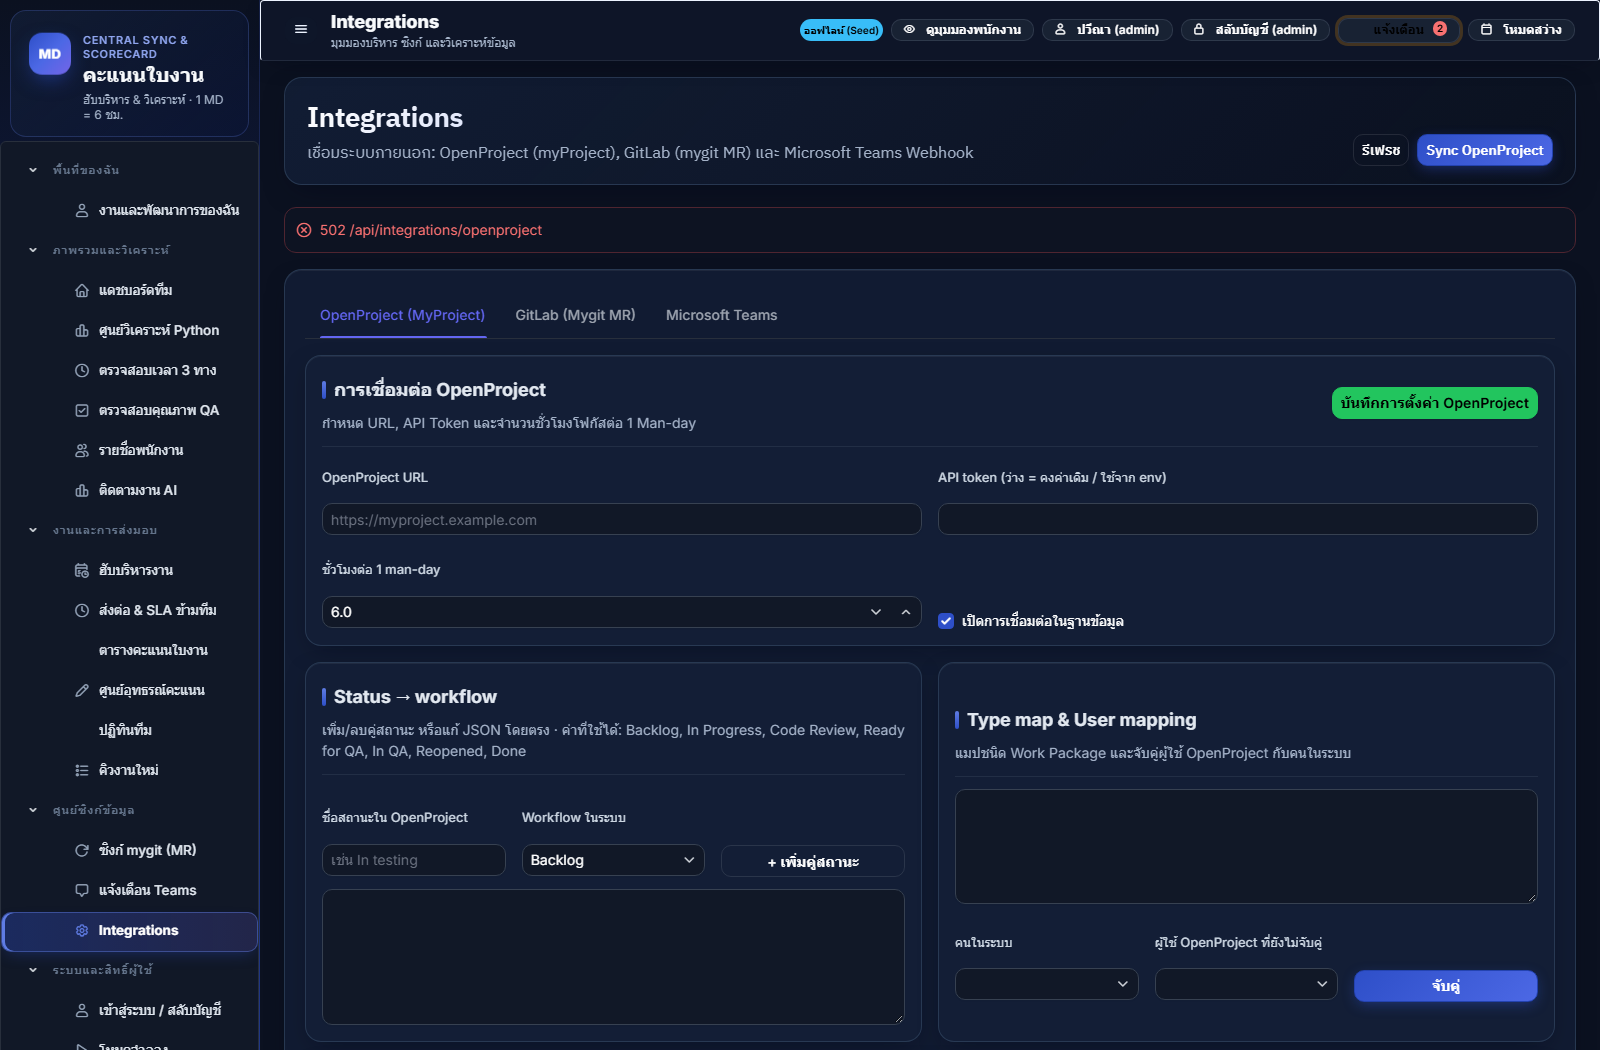 MD
CENTRAL SYNC &
SCORECARD
คะแนนใบงาน
ฮับบริหาร & วิเคราะห์ · 1 MD
= 6 ชม.
พื้นที่ของฉัน
งานและพัฒนาการของฉัน
ภาพรวมและวิเคราะห์
แดชบอร์ดทีม
ศูนย์วิเคราะห์ Python
ตรวจสอบเวลา 3 ทาง
ตรวจสอบคุณภาพ QA
รายชื่อพนักงาน
ติดตามงาน AI
งานและการส่งมอบ
ฮับบริหารงาน
ส่งต่อ & SLA ข้ามทีม
ตารางคะแนนใบงาน
ศูนย์อุทธรณ์คะแนน
ปฏิทินทีม
คิวงานใหม่
ศูนย์ซิงก์ข้อมูล
ซิงก์ mygit (MR)
แจ้งเตือน Teams
Integrations
ระบบและสิทธิ์ผู้ใช้
เข้าสู่ระบบ / สลับบัญชี
โหมดจำลอง
Integrations
มุมมองบริหาร ซิงก์ และวิเคราะห์ข้อมูล
ออฟไลน์ (Seed)
ดูมุมมองพนักงาน
ปวีณา (admin)
สลับบัญชี (admin)
แจ้งเตือน 2
โหมดสว่าง
Integrations
เชื่อมระบบภายนอก: OpenProject (myProject), GitLab (mygit MR) และ Microsoft Teams Webhook
รีเฟรช
Sync OpenProject
502 /api/integrations/openproject
OpenProject (MyProject)
GitLab (Mygit MR)
Microsoft Teams
การเชื่อมต่อ OpenProject
กำหนด URL, API Token และจำนวนชั่วโมงโฟกัสต่อ 1 Man-day
บันทึกการตั้งค่า OpenProject
OpenProject URL
https://myproject.example.com
API token (ว่าง = คงค่าเดิม / ใช้จาก env)
ชั่วโมงต่อ 1 man-day
6.0
เปิดการเชื่อมต่อในฐานข้อมูล
Status → workflow
เพิ่ม/ลบคู่สถานะ หรือแก้ JSON โดยตรง · ค่าที่ใช้ได้: Backlog, In Progress, Code Review, Ready
for QA, In QA, Reopened, Done
ชื่อสถานะใน OpenProject
เช่น In testing
Workflow ในระบบ
Backlog
+ เพิ่มคู่สถานะ
Type map & User mapping
แมปชนิด Work Package และจับคู่ผู้ใช้ OpenProject กับคนในระบบ
คนในระบบ
ผู้ใช้ OpenProject ที่ยังไม่จับคู่
จับคู่